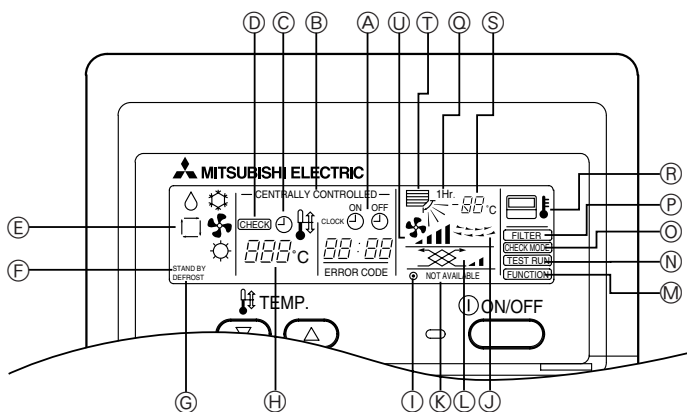 Ⓓ Ⓒ Ⓑ Ⓐ Ⓤ Ⓣ Ⓠ Ⓢ
MITSUBISHI ELECTRIC
CENTRALLY CONTROLLED
ON OFF
1Hr.
CHECK
CLOCK
88 °C
888 °C
88:88
ERROR CODE
NOT AVAILABLE
STAND BY
DEFROST
FILTER
CHECK MODE
TEST RUN
FUNCTION
Ⓡ
Ⓟ
Ⓞ
Ⓝ
Ⓜ
Ⓔ
Ⓕ
TEMP.
ON/OFF
Ⓖ Ⓗ Ⓘ Ⓚ Ⓛ Ⓙ